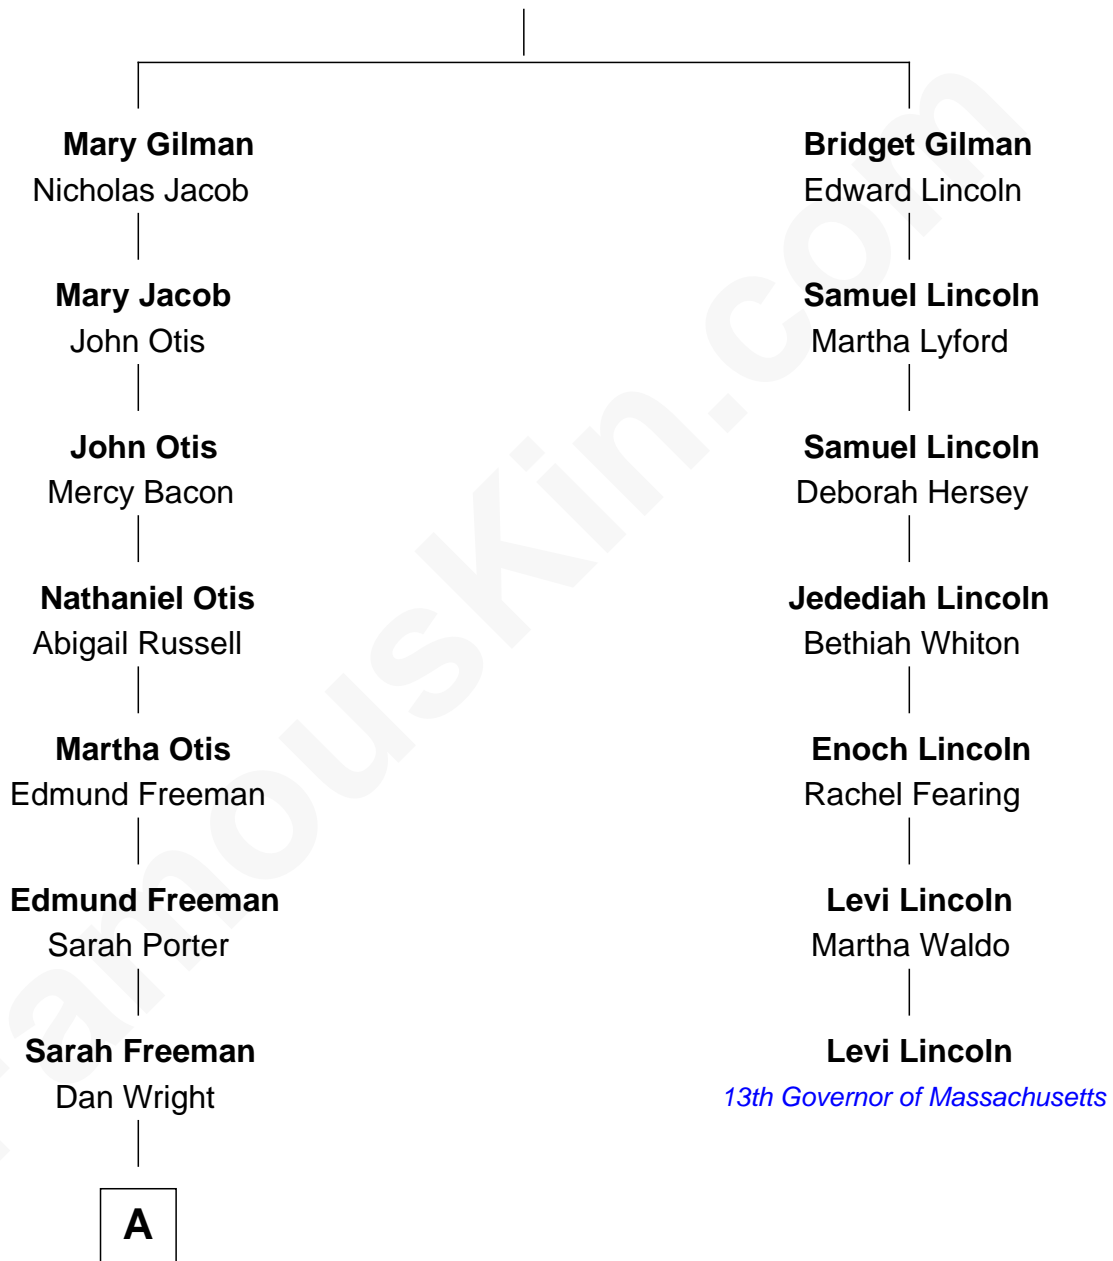 Mary Gilman
Nicholas Jacob
Bridget Gilman
Edward Lincoln
Mary Jacob
John Otis
Samuel Lincoln
Martha Lyford
John Otis
Mercy Bacon
Samuel Lincoln
Deborah Hersey
Nathaniel Otis
Abigail Russell
Jedediah Lincoln
Bethiah Whiton
Martha Otis
Edmund Freeman
Enoch Lincoln
Rachel Fearing
Edmund Freeman
Sarah Porter
Levi Lincoln
Martha Waldo
Sarah Freeman
Dan Wright
Levi Lincoln
13th Governor of Massachusetts
A
FamousKin.com